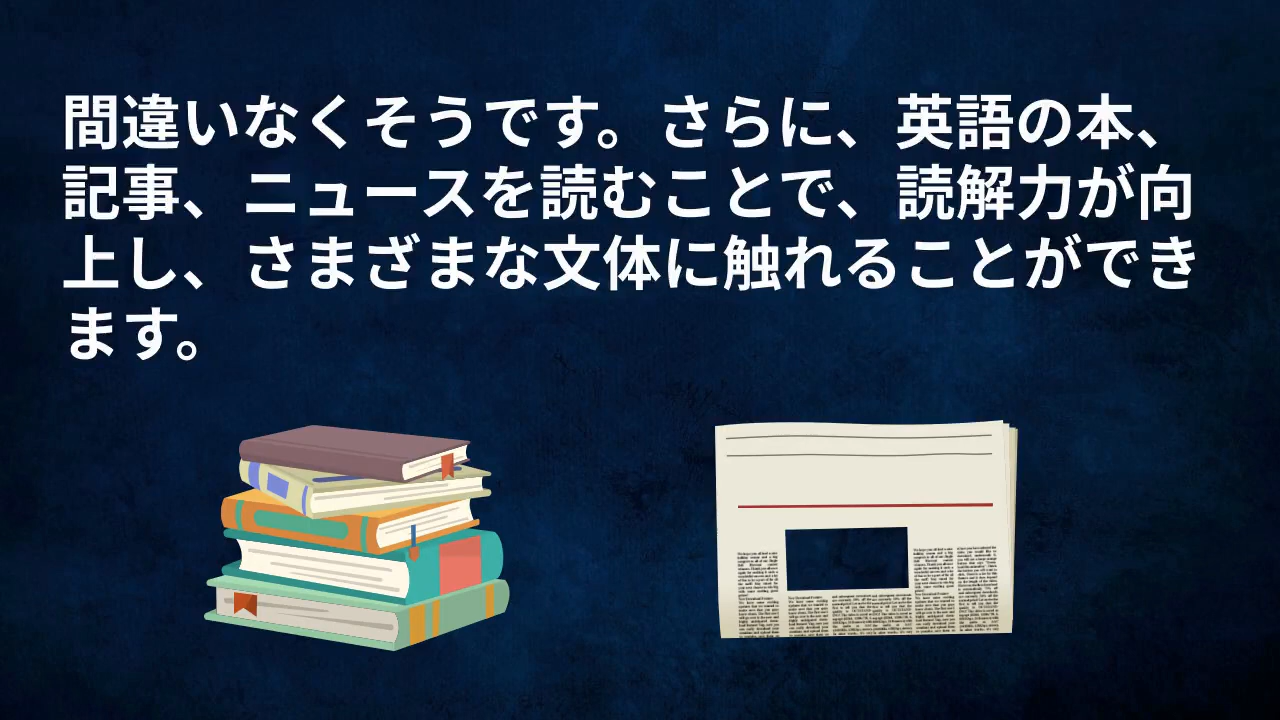 間違いなくそうです。さらに、英語の本、
記事、ニュースを読むことで、読解力が向
上し、さまざまな文体に触れることができ
ます。